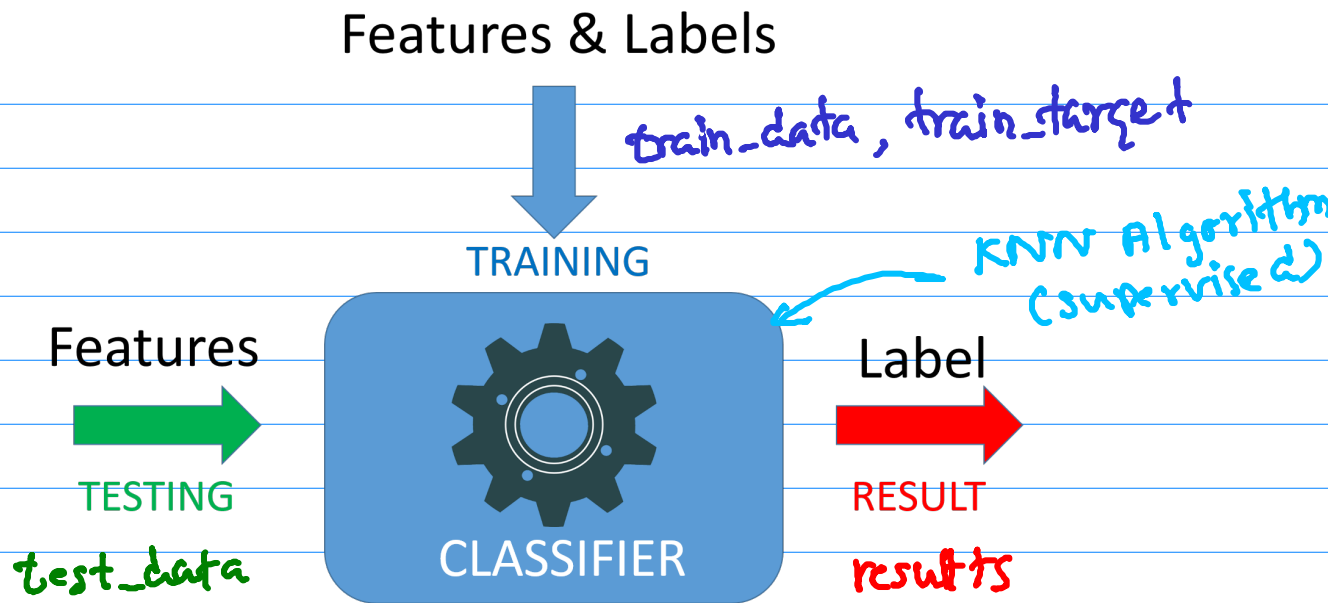 Features & Labels
train_data, train_target
TRAINING
KNN Algorithm
(supervised)
Features
Label
TESTING
RESULT
CLASSIFIER
test_data
results